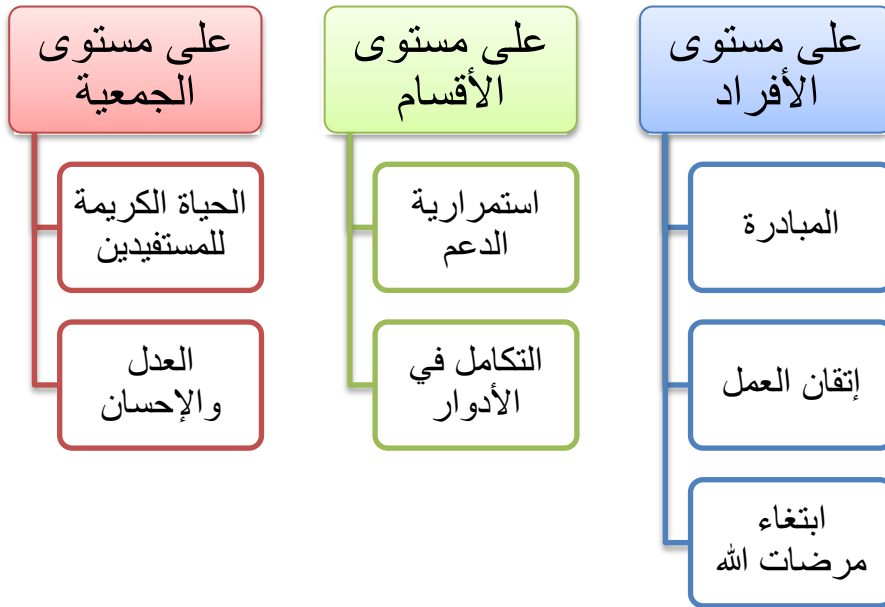 على مستوى
الأفراد
المبادرة
إتقان العمل
ابتغاء
مرضات الله
على مستوى
الأقسام
استمرارية
الدعم
التكامل في
الأدوار
على مستوى
الجمعية
الحياة الكريمة
للمستفيدين
العدل
والإحسان